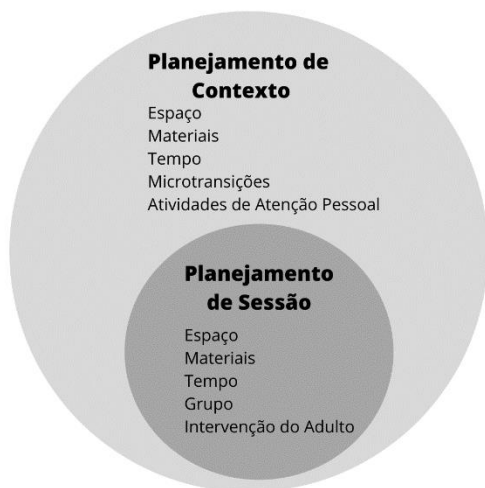 Planejamento de
Contexto
Espaço
Materiais
Tempo
Microtransições
Atividades de Atenção Pessoal
Planejamento
de Sessão
Espaço
Materiais
Tempo
Grupo
Intervenção do Adulto